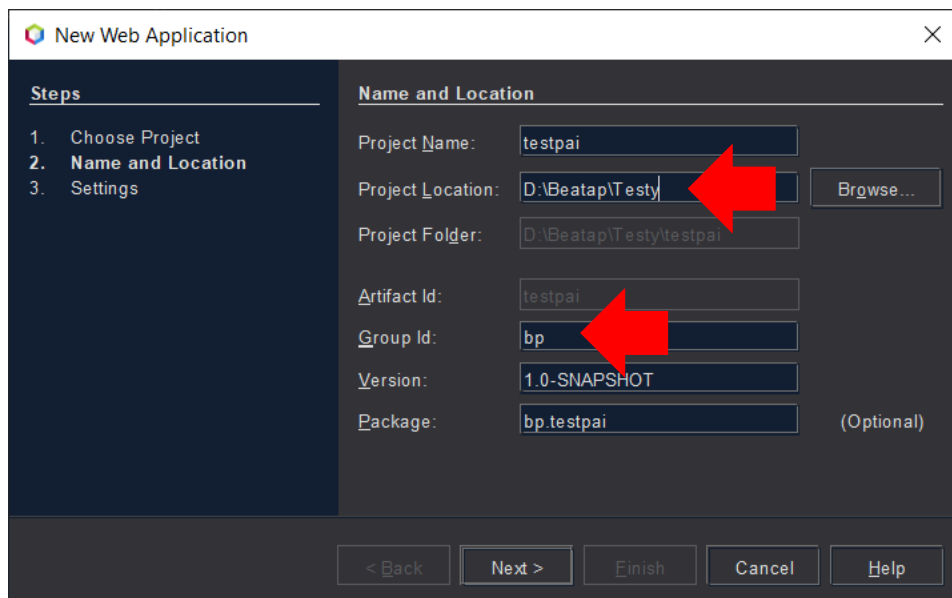 New Web Application
Steps
1. Choose Project
2. Name and Location
3. Settings
Name and Location
Project Name: testpai
Project Location: D:\Beatap\Testy Browse...
Project Folder: D:\Beatap\Testy\testpai
Artifact Id: testpai
Group Id: bp
Version: 1.0-SNAPSHOT
Package: bp.testpai (Optional)
< Back Next > Finish Cancel Help